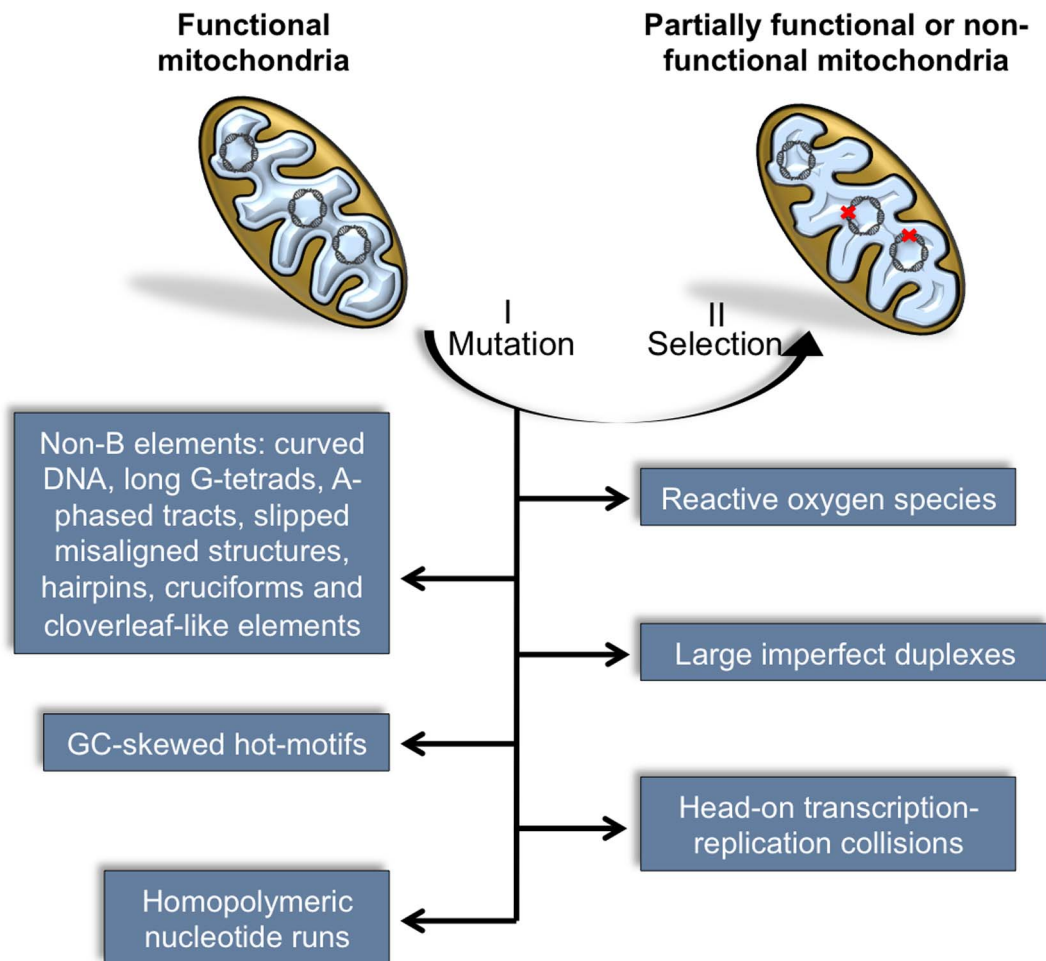 Functional
mitochondria
Partially functional or non-
functional mitochondria
I
Mutation
II
Selection
Non-B elements: curved
DNA, long G-tetrads, A-
phased tracts, slipped
misaligned structures,
hairpins, cruciforms and
cloverleaf-like elements
Reactive oxygen species
Large imperfect duplexes
GC-skewed hot-motifs
Head-on transcription-
replication collisions
Homopolymeric
nucleotide runs